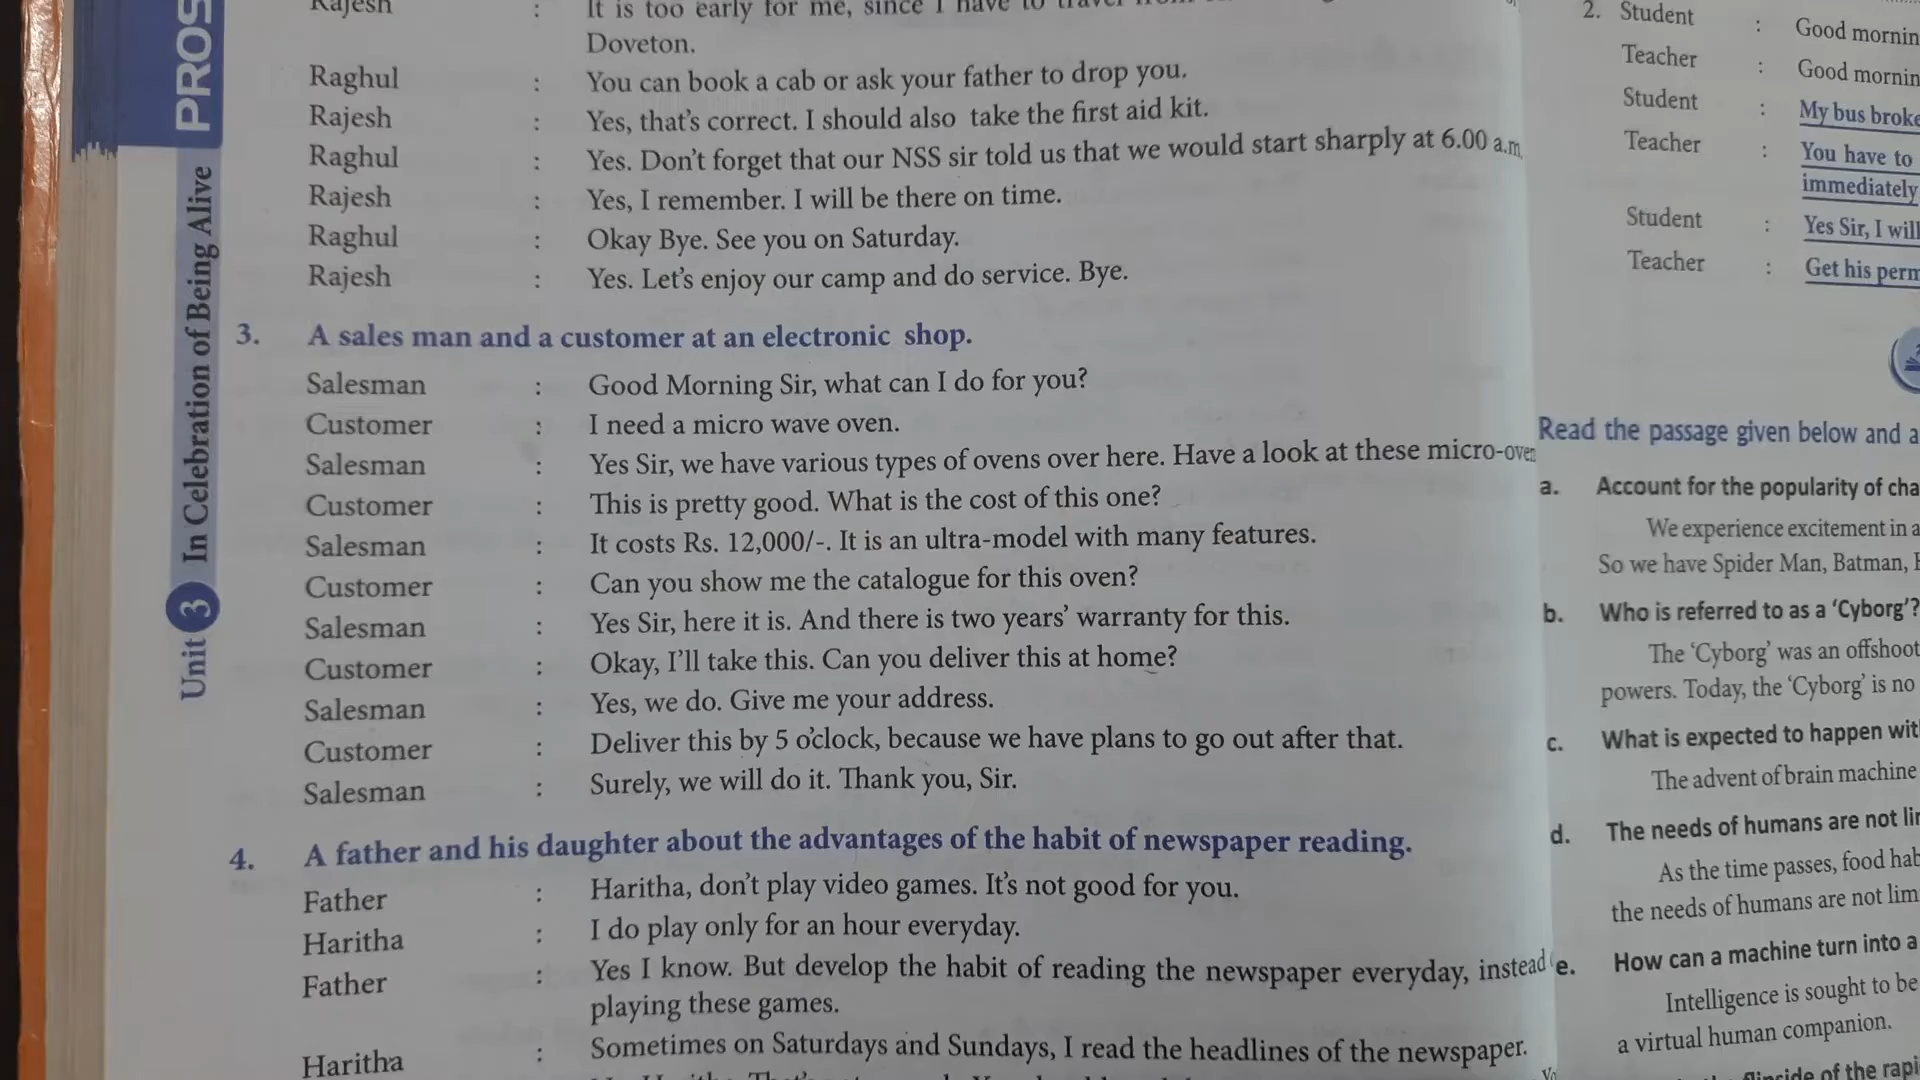 PROS
Unit 3 In Celebration of Being Alive
Rajesh : It is too early for me, since I have to travel
Doveton.
Raghul : You can book a cab or ask your father to drop you.
Rajesh : Yes, that's correct. I should also take the first aid kit.
Raghul : Yes. Don't forget that our NSS sir told us that we would start sharply at 6.00 a.m
Rajesh : Yes, I remember. I will be there on time.
Raghul : Okay Bye. See you on Saturday.
Rajesh : Yes. Let's enjoy our camp and do service. Bye.
3. A sales man and a customer at an electronic shop.
Salesman : Good Morning Sir, what can I do for you?
Customer : I need a micro wave oven.
Salesman : Yes Sir, we have various types of ovens over here. Have a look at these micro-oven
Customer : This is pretty good. What is the cost of this one?
Salesman : It costs Rs. 12,000/-. It is an ultra-model with many features.
Customer : Can you show me the catalogue for this oven?
Salesman : Yes Sir, here it is. And there is two years' warranty for this.
Customer : Okay, I'll take this. Can you deliver this at home?
Salesman : Yes, we do. Give me your address.
Customer : Deliver this by 5 o'clock, because we have plans to go out after that.
Salesman : Surely, we will do it. Thank you, Sir.
4. A father and his daughter about the advantages of the habit of newspaper reading.
Father : Haritha, don't play video games. It's not good for you.
Haritha : I do play only for an hour everyday.
Father : Yes I know. But develop the habit of reading the newspaper everyday, instead
playing these games.
Haritha : Sometimes on Saturdays and Sundays, I read the headlines of the newspaper.
2. Student : Good mornin
Teacher : Good mornin
Student : My bus broke
Teacher : You have to
immediately
Student : Yes Sir, I will
Teacher : Get his perm
Read the passage given below and a
a. Account for the popularity of cha
We experience excitement in a
So we have Spider Man, Batman,
b. Who is referred to as a 'Cyborg'?
The 'Cyborg' was an offshoot
powers. Today, the 'Cyborg' is no
c. What is expected to happen wit
The advent of brain machine
d. The needs of humans are not lim
As the time passes, food hab
the needs of humans are not lim
e. How can a machine turn into a
Intelligence is sought to be
a virtual human companion.
of the rapi